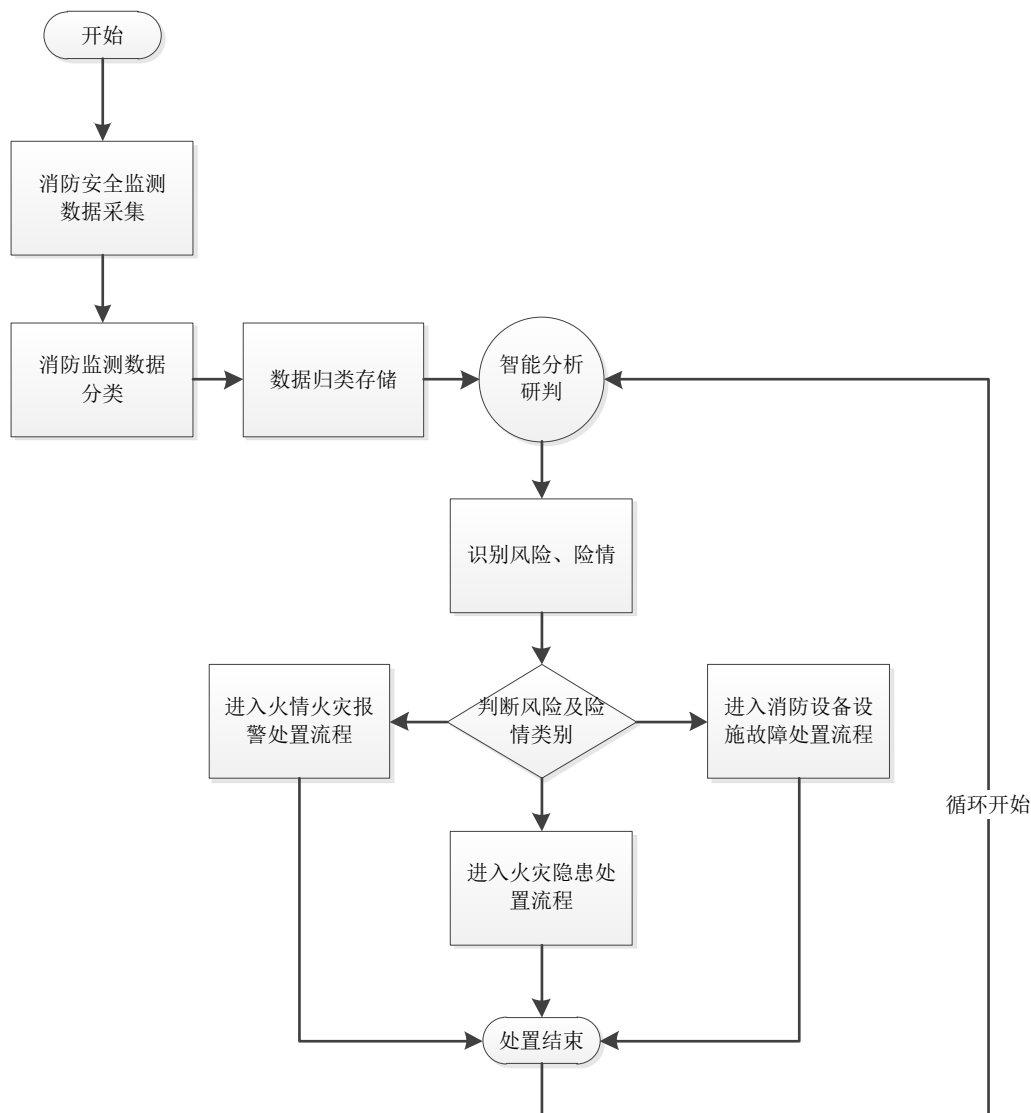 开始
消防安全监测
数据采集
消防监测数据
分类
数据归类存储
智能分析
研判
识别风险、险情
进入火情火灾报
警处置流程
判断风险及险
情类别
进入消防设备设
施故障处置流程
循环开始
进入火灾隐患处
置流程
处置结束